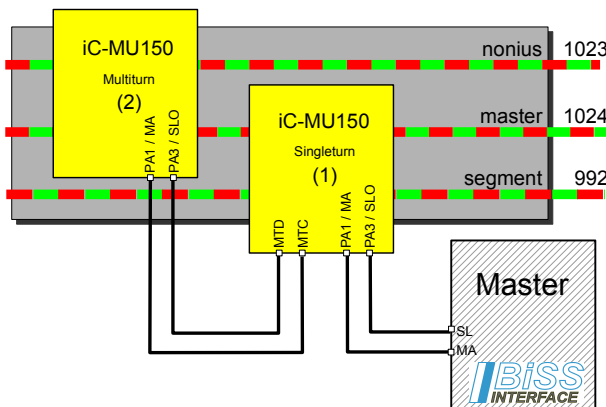 iC-MU150
Multiturn
(2)
PA1 / MA
PA3 / SLO
nonius 1023
iC-MU150
Singleturn
(1)
MTD
MTC
PA1 / MA
PA3 / SLO
master 1024
segment 992
Master
SL
MA
BiSS
INTERFACE